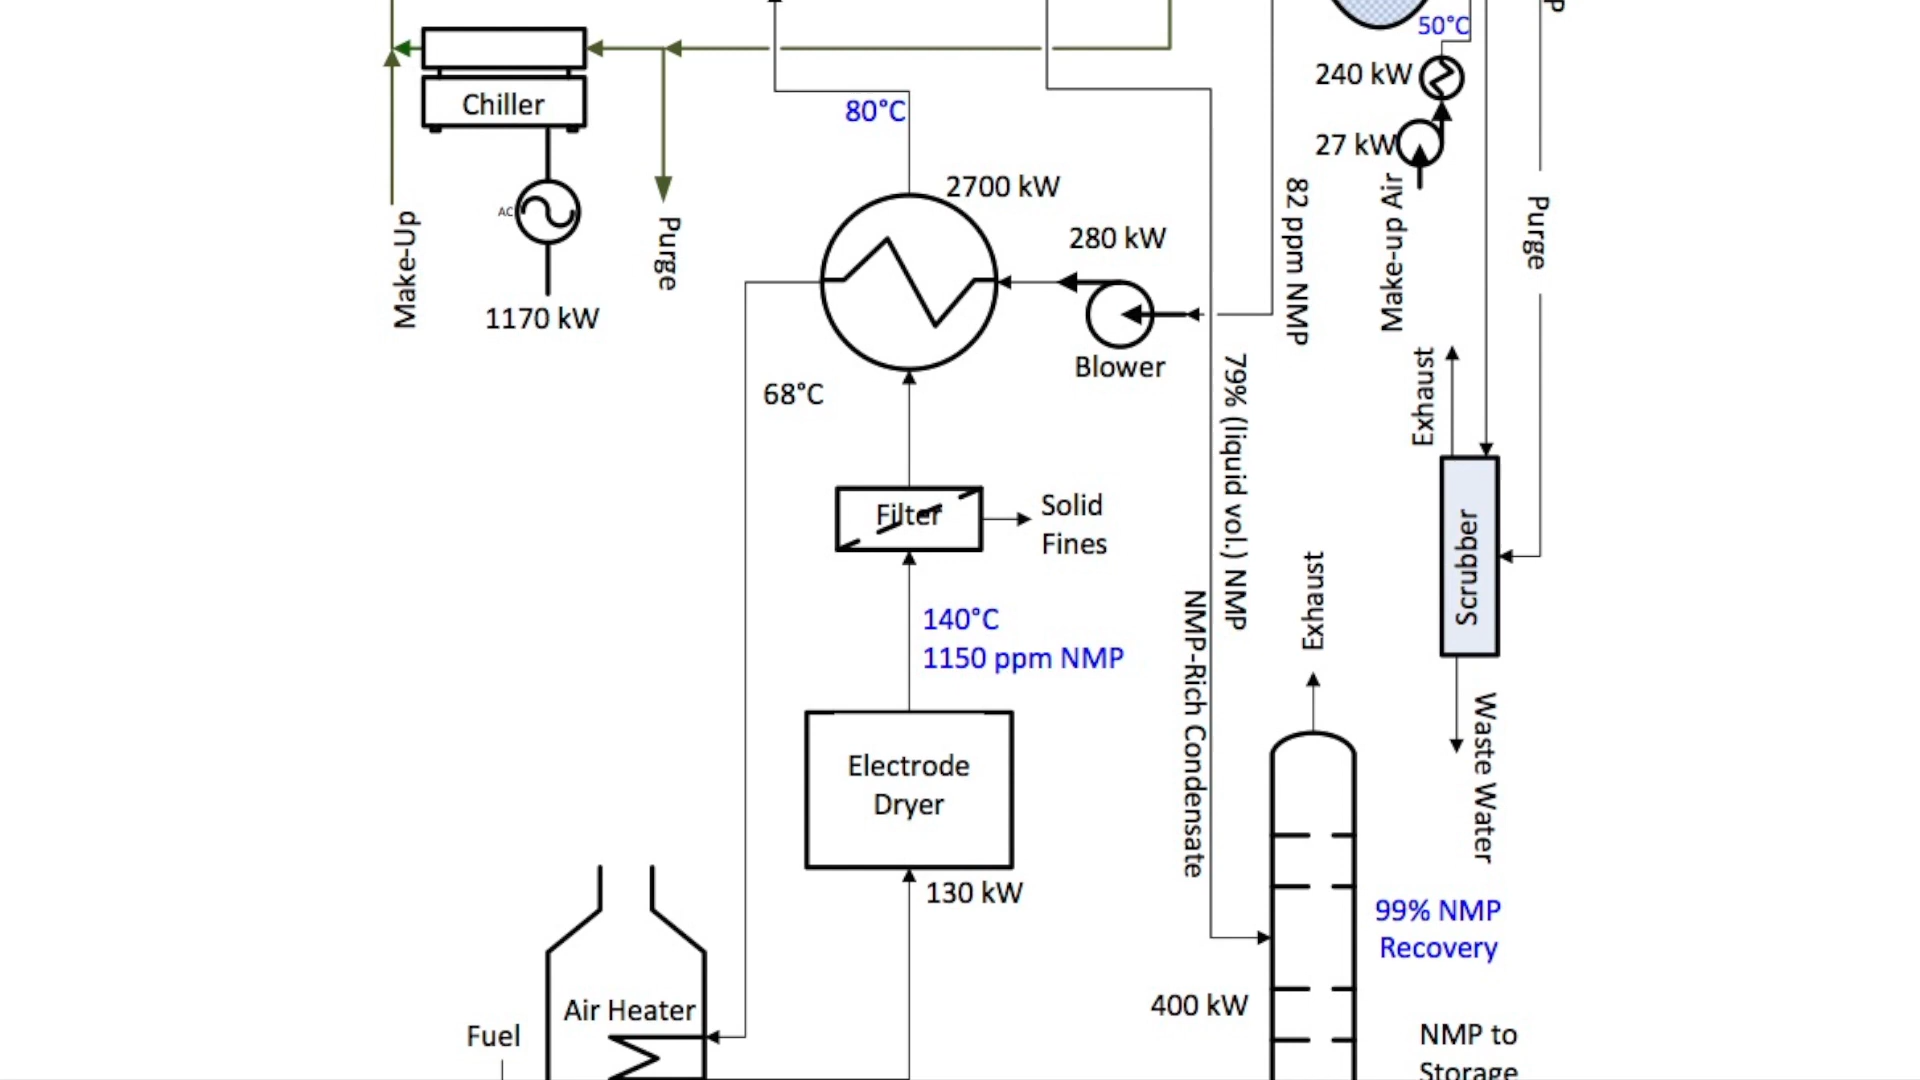 50°C
240 kW
27 kW
Make-up Air
Purge
Chiller
AC
1170 kW
Make-Up
Purge
80°C
2700 kW
280 kW
Blower
82 ppm NMP
68°C
Filter
Solid
Fines
79% (liquid vol.) NMP
NMP-Rich Condensate
Exhaust
Scrubber
Waste Water
140°C
1150 ppm NMP
Electrode
Dryer
130 kW
Exhaust
99% NMP
Recovery
400 kW
Air Heater
Fuel
NMP to
Storage